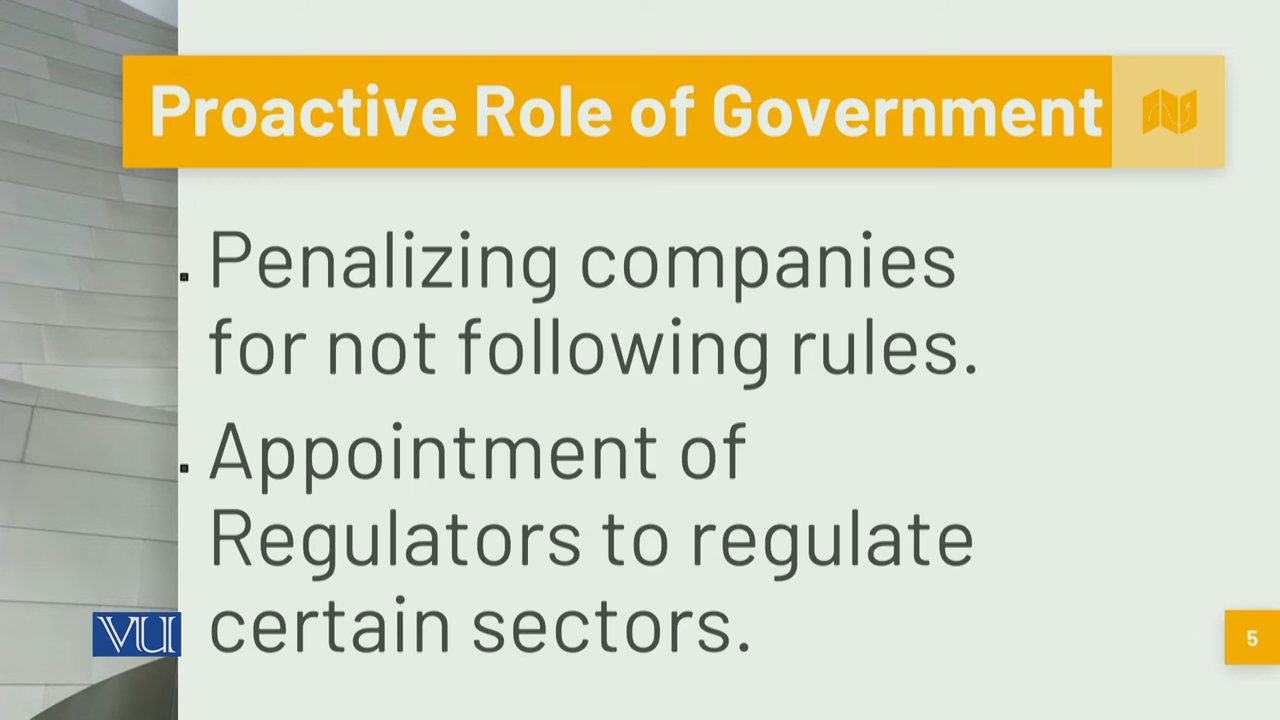 Proactive Role of Government
Penalizing companies
for not following rules.
Appointment of
Regulators to regulate
certain sectors.
VU
5